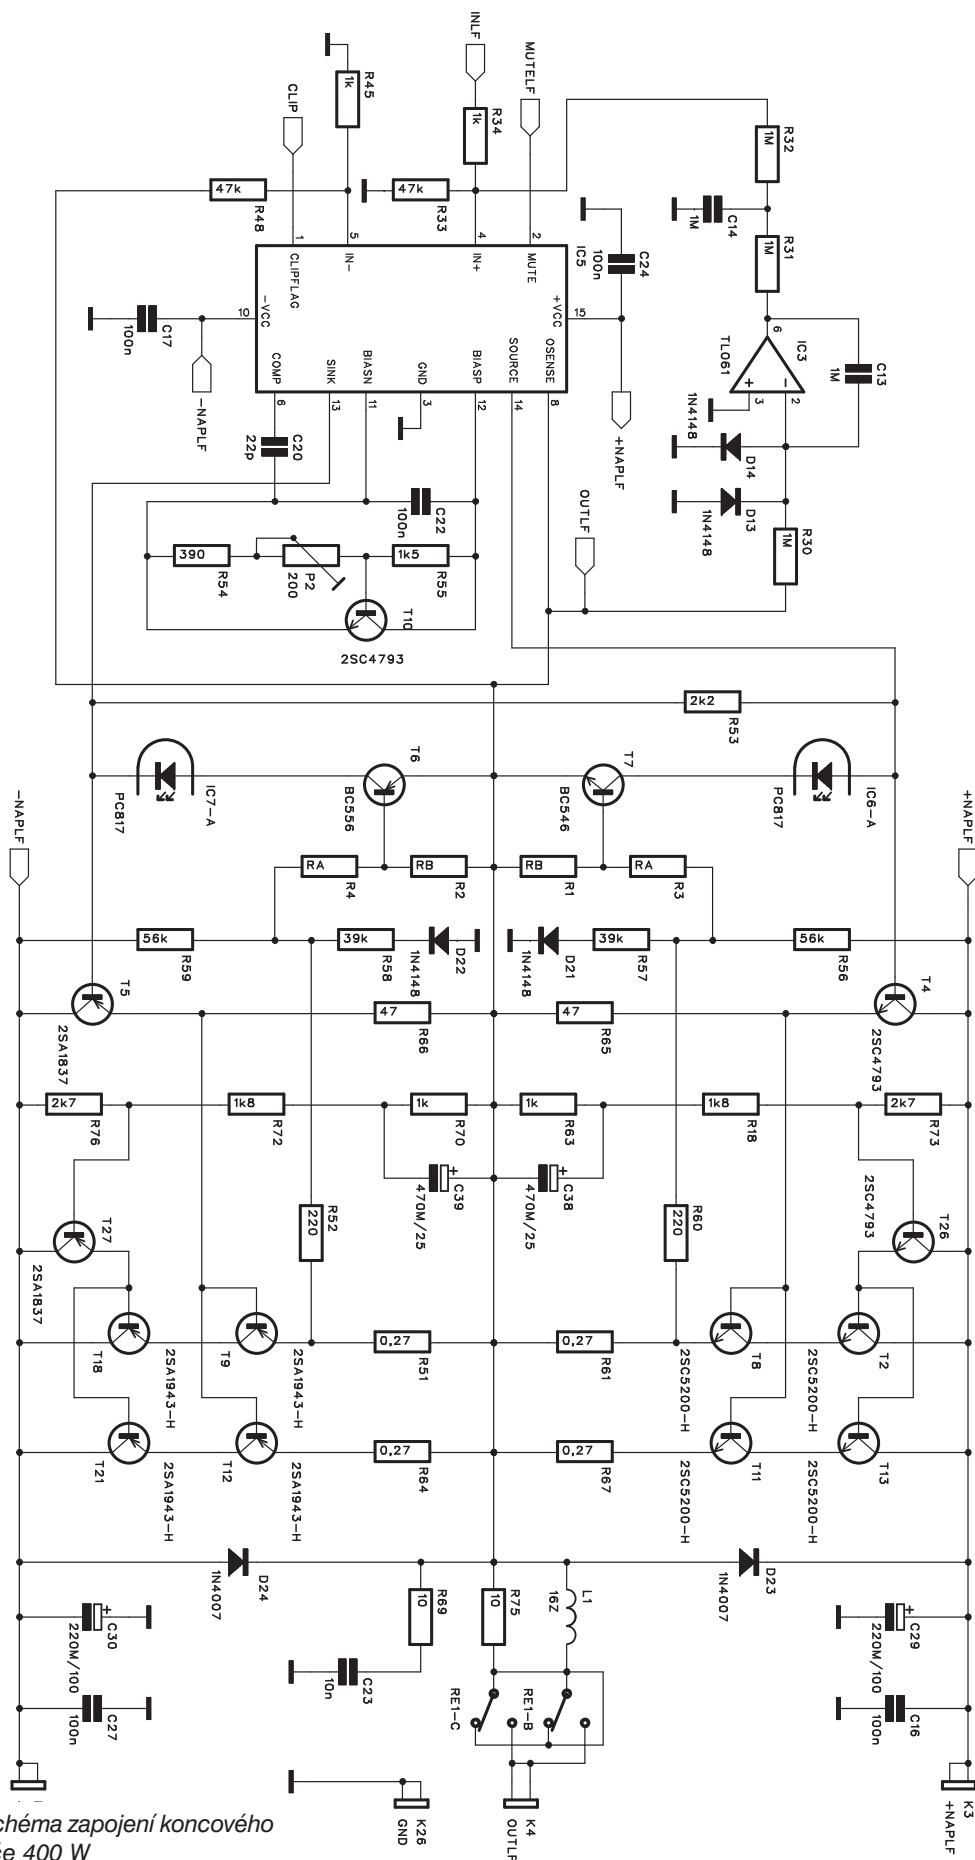 INLF
MUTELF
CLIP
R45
1k
R34
1k
R32
1M
R48
47k
R33
47k
C14
1M
R31
1M
C24
100n
IC5
1
5
4
2
CLIPFLAG
IN-
IN+
MUTE
10
-VCC
+VCC
15
COMP
SINK
BIASN
GND
BIASP
SOURCE
OSENSE
6
13
11
3
12
14
8
C17
100n
-NAPLF
+NAPLF
IC3
TL061
6
3
2
C13
1M
1N4148
D14
D13
1N4148
R30
1M
OUTLF
C20
22p
C22
100n
390
R54
P2
200
1k5
R55
T10
2SC4793
2k2
R53
IC7-A
PC817
T6
BC556
T7
BC546
IC6-A
PC817
-NAPLF
+NAPLF
RA
R4
RB
R2
RB
R1
RA
R3
56k
R59
39k
R58
D22
1N4148
D21
1N4148
39k
R57
56k
R56
T5
2SA1837
47
R66
47
R65
T4
2SC4793
2k7
R76
1k8
R72
1k
R70
1k
R63
1k8
R18
2k7
R73
C39
470M/25
C38
470M/25
R52
220
R60
220
T27
2SA1837
T26
2SC4793
T18
2SA1943-H
T9
2SA1943-H
0,27
R51
0,27
R61
T8
2SC5200-H
T2
2SC5200-H
T21
2SA1943-H
T12
2SA1943-H
0,27
R64
0,27
R67
T11
2SC5200-H
T13
2SC5200-H
D24
1N4007
D23
1N4007
R69
10
R75
10
L1
16Z
C30
220M/100
C29
220M/100
C23
10n
C27
100n
C16
100n
RE1-C
RE1-B
K26
GND
K4
OUTLF
K3
+NAPLF
chéma zapojení koncového
400 W